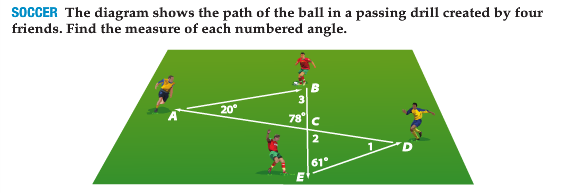 SOCCER The diagram shows the path of the ball in a passing drill created by four
friends. Find the measure of each numbered angle.
B
3
20°
A
78° C
2
1 D
61°
E